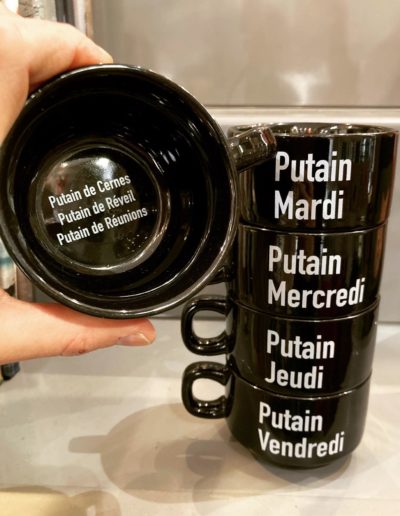 Putain de Cernes
Putain de Réveil
Putain de Réunions
Putain
Mardi
Putain
Mercredi
Putain
Jeudi
Putain
Vendredi